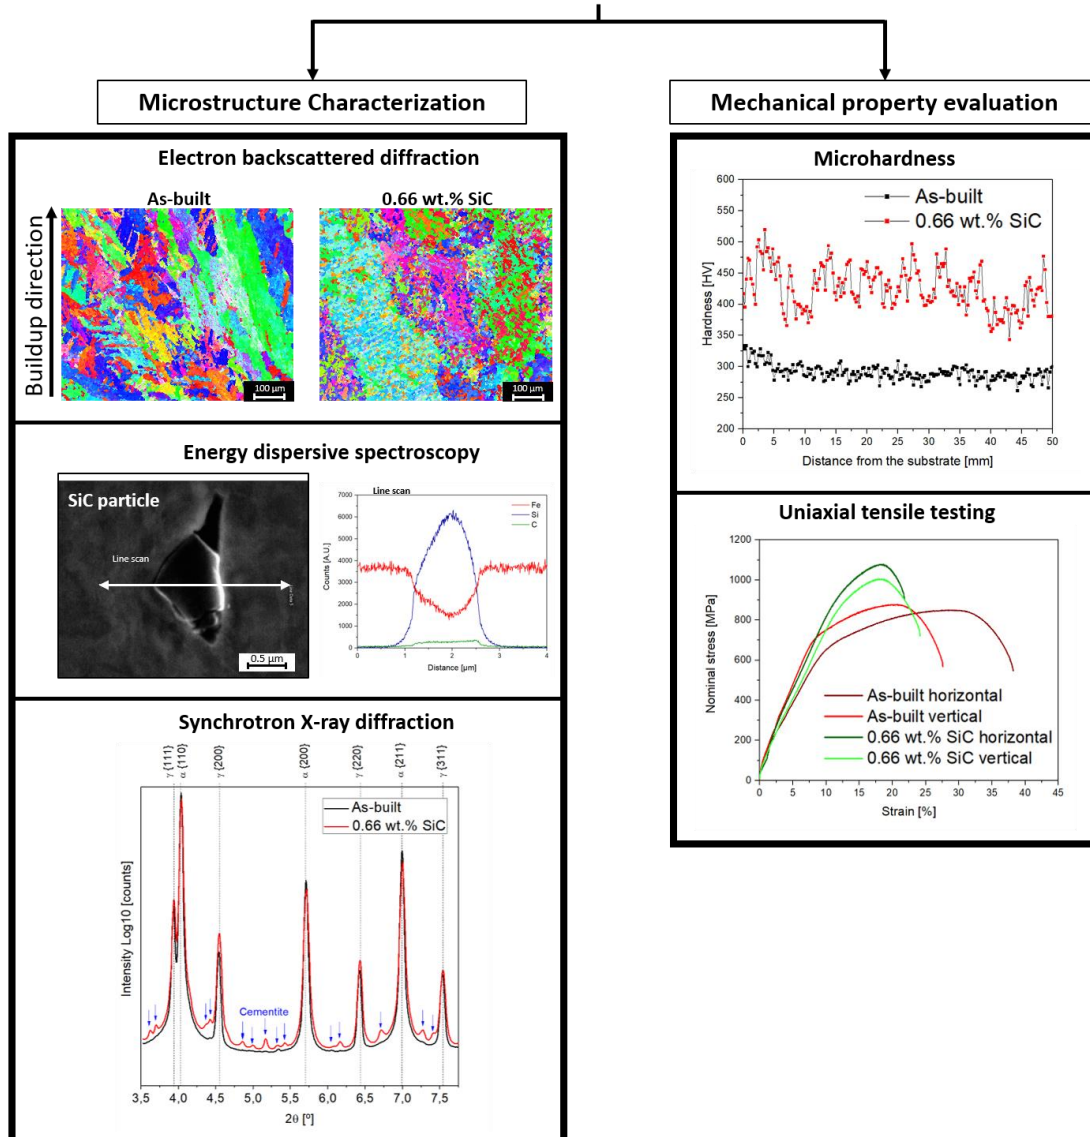 Microstructure Characterization
Electron backscattered diffraction
As-built
0.66 wt.% SiC
Buildup direction
100 µm
100 µm
Energy dispersive spectroscopy
SiC particle
Line scan
0.5 µm
Line scan
Fe
Si
C
Counts [A.U.]
7000
6000
5000
4000
3000
2000
1000
0
0 1 2 3 4
Distance [µm]
Synchrotron X-ray diffraction
γ {111}
α {110}
γ {200}
α {200}
γ {220}
α {211}
γ {311}
As-built
0.66 wt.% SiC
Cementite
Intensity Log10 [counts]
3,5 4,0 4,5 5,0 5,5 6,0 6,5 7,0 7,5
2θ [º]
Mechanical property evaluation
Microhardness
As-built
0.66 wt.% SiC
Hardness [HV]
600
550
500
450
400
350
300
250
200
0 5 10 15 20 25 30 35 40 45 50
Distance from the substrate [mm]
Uniaxial tensile testing
Nominal stress [MPa]
1200
1000
800
600
400
200
0
As-built horizontal
As-built vertical
0.66 wt.% SiC horizontal
0.66 wt.% SiC vertical
0 5 10 15 20 25 30 35 40 45
Strain [%]